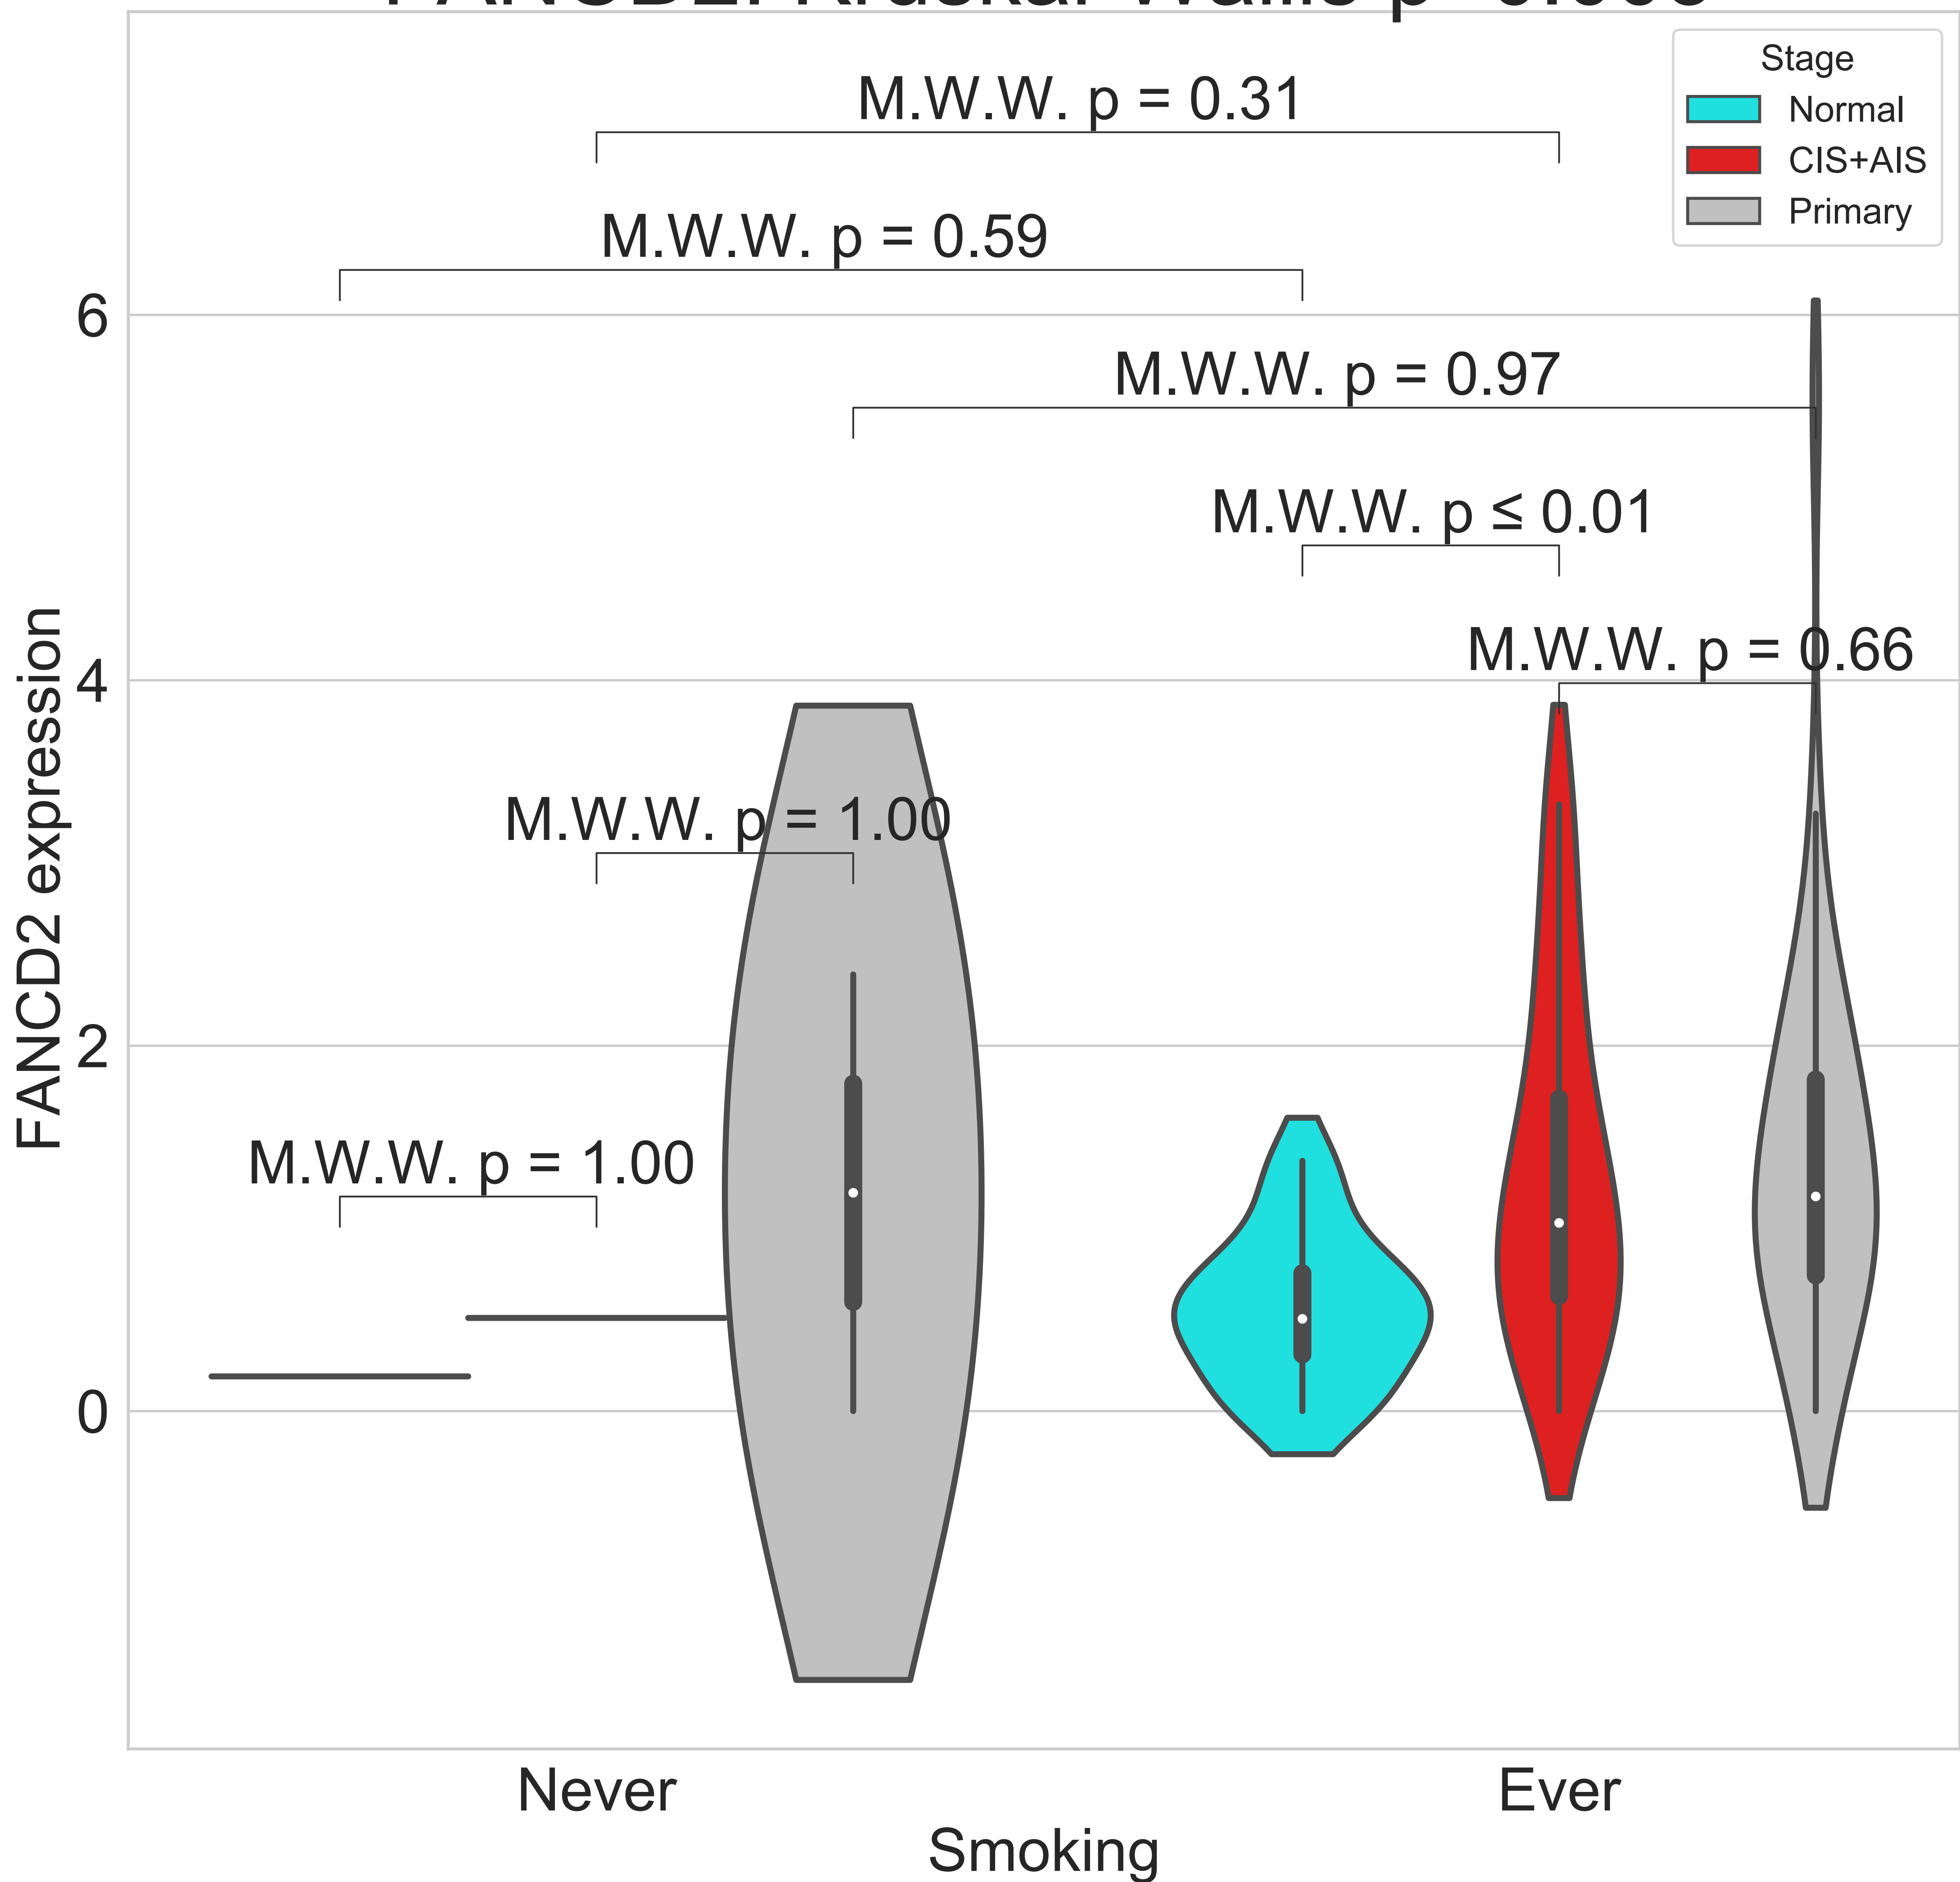 Stage
Normal
CIS+AIS
Primary
M.W.W. p = 0.31
M.W.W. p = 0.59
M.W.W. p = 0.97
M.W.W. p ≤ 0.01
M.W.W. p = 0.66
M.W.W. p = 1.00
M.W.W. p = 1.00
6
4
2
0
FANCD2 expression
Never
Ever
Smoking